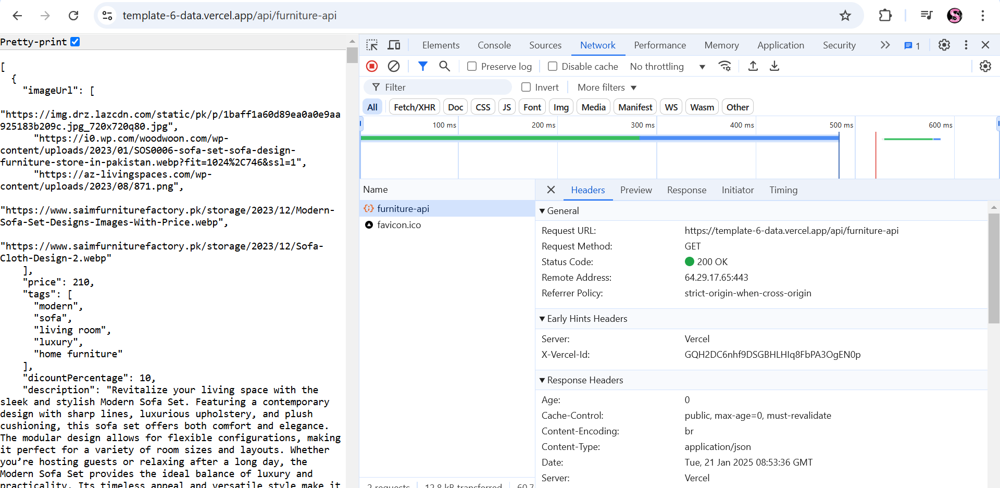 template-6-data.vercel.app/api/furniture-api
Pretty-print
[
{
"imageUrl": [
"https://img.drz.lazcdn.com/static/pk/p/1baff1a60d89ea0a0e9aa
925183b209c.jpg_720x720q80.jpg",
"https://i0.wp.com/woodwoon.com/wp-
content/uploads/2023/01/SOS0006-sofa-set-sofa-design-
furniture-store-in-pakistan.webp?fit=1024%2C746&ssl=1",
"https://az-livingspaces.com/wp-
content/uploads/2023/08/871.png",
"https://www.saimfurniturefactory.pk/storage/2023/12/Modern-
Sofa-Set-Designs-Images-With-Price.webp",
"https://www.saimfurniturefactory.pk/storage/2023/12/Sofa-
Cloth-Design-2.webp"
],
"price": 210,
"tags": [
"modern",
"sofa",
"living room",
"luxury",
"home furniture"
],
"dicountPercentage": 10,
"description": "Revitalize your living space with the
sleek and stylish Modern Sofa Set. Featuring a contemporary
design with sharp lines, luxurious upholstery, and plush
cushioning, this sofa set offers both comfort and elegance.
The modular design allows for flexible configurations, making
it perfect for a variety of room sizes and layouts. Whether
you’re hosting guests or relaxing after a long day, the
Modern Sofa Set provides the ideal balance of luxury and
practicality. Its timeless appeal and versatile style make it
Elements Console Sources Network Performance Memory Application Security 1
Preserve log Disable cache No throttling
Filter Invert More filters
All Fetch/XHR Doc CSS JS Font Img Media Manifest WS Wasm Other
100 ms 200 ms 300 ms 400 ms 500 ms 600 ms
Name
furniture-api
favicon.ico
2 requests 12.8 kB transferred 60.7
Headers Preview Response Initiator Timing
General
Request URL: https://template-6-data.vercel.app/api/furniture-api
Request Method: GET
Status Code: 200 OK
Remote Address: 64.29.17.65:443
Referrer Policy: strict-origin-when-cross-origin
Early Hints Headers
Server: Vercel
X-Vercel-Id: GQH2DC6nhf9DSGBHLHIq8FbPA3OgEN0p
Response Headers
Age: 0
Cache-Control: public, max-age=0, must-revalidate
Content-Encoding: br
Content-Type: application/json
Date: Tue, 21 Jan 2025 08:53:36 GMT
Server: Vercel